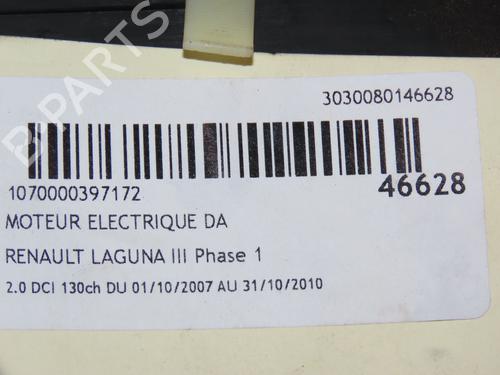 3030080146628
1070000397172
46628
MOTEUR ELECTRIQUE DA
RENAULT LAGUNA III Phase 1
2.0 DCI 130ch DU 01/10/2007 AU 31/10/2010
B PARTS